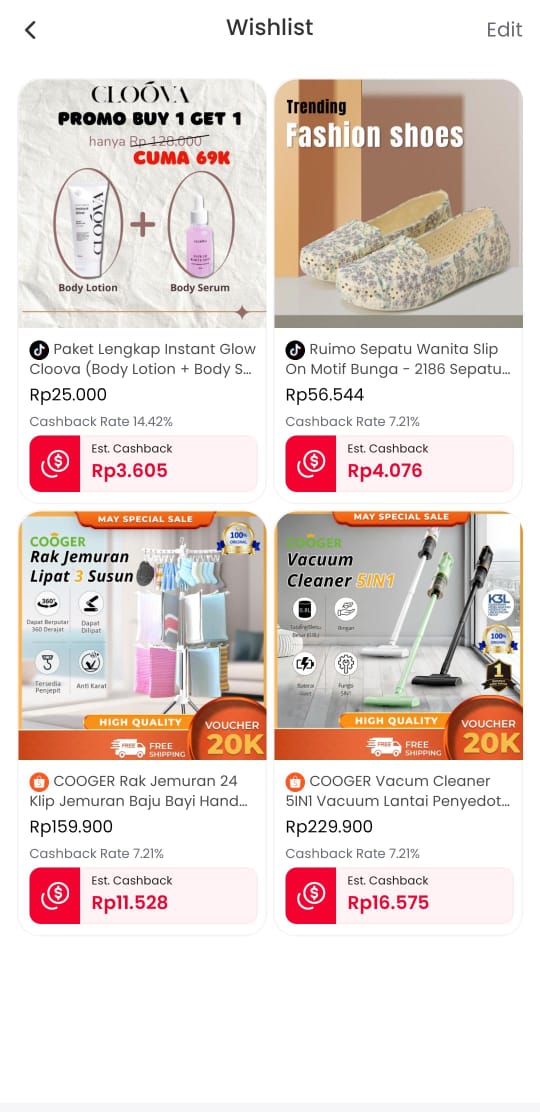 Wishlist
Edit
CLOOVA
PROMO BUY 1 GET 1
hanya Rp 128.000
CUMA 69K
CLOOVA
Body Lotion
Body Serum
Trending
Fashion shoes
Paket Lengkap Instant Glow
Cloova (Body Lotion + Body S...
Rp25.000
Cashback Rate 14.42%
Est. Cashback
Rp3.605
Ruimo Sepatu Wanita Slip
On Motif Bunga - 2186 Sepatu...
Rp56.544
Cashback Rate 7.21%
Est. Cashback
Rp4.076
MAY SPECIAL SALE
COOGER
Rak Jemuran
Lipat 3 Susun
100%
ORIGINAL
360°
Dapat Berputar
360 Derajat
Dapat
Dilipat
Tersedia
Penjepit
Anti Karat
HIGH QUALITY
FREE
FREE
SHIPPING
VOUCHER
20K
MAY SPECIAL SALE
COOGER
Vacuum
Cleaner 5IN1
Ringan
Baterai
Fungsi
5IN1
K3L
100%
ORIGINAL
1
HIGH QUALITY
FREE
FREE
SHIPPING
VOUCHER
20K
COOGER Rak Jemuran 24
Klip Jemuran Baju Bayi Hand...
Rp159.900
Cashback Rate 7.21%
Est. Cashback
Rp11.528
COOGER Vacum Cleaner
5IN1 Vacuum Lantai Penyedot...
Rp229.900
Cashback Rate 7.21%
Est. Cashback
Rp16.575